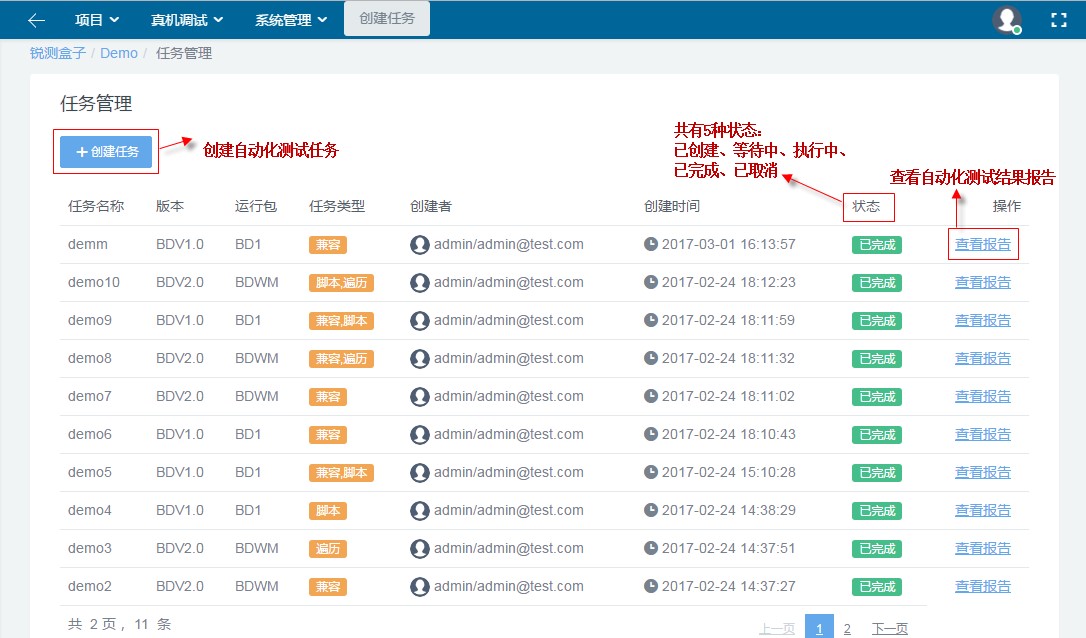 项目 真机调试 系统管理 创建任务
锐测盒子 / Demo / 任务管理
任务管理
共有5种状态：
已创建、等待中、执行中、
已完成、已取消
+ 创建任务
创建自动化测试任务
查看自动化测试结果报告
任务名称 版本 运行包 任务类型 创建者 创建时间 状态 操作
demm BDV1.0 BD1 兼容 admin/admin@test.com 2017-03-01 16:13:57 已完成 查看报告
demo10 BDV2.0 BDWM 脚本,遍历 admin/admin@test.com 2017-02-24 18:12:23 已完成 查看报告
demo9 BDV1.0 BD1 兼容,脚本 admin/admin@test.com 2017-02-24 18:11:59 已完成 查看报告
demo8 BDV2.0 BDWM 兼容,遍历 admin/admin@test.com 2017-02-24 18:11:32 已完成 查看报告
demo7 BDV2.0 BDWM 兼容 admin/admin@test.com 2017-02-24 18:11:02 已完成 查看报告
demo6 BDV1.0 BD1 兼容 admin/admin@test.com 2017-02-24 18:10:43 已完成 查看报告
demo5 BDV1.0 BD1 兼容,脚本 admin/admin@test.com 2017-02-24 15:10:28 已完成 查看报告
demo4 BDV1.0 BD1 脚本 admin/admin@test.com 2017-02-24 14:38:29 已完成 查看报告
demo3 BDV2.0 BDWM 遍历 admin/admin@test.com 2017-02-24 14:37:51 已完成 查看报告
demo2 BDV2.0 BDWM 兼容 admin/admin@test.com 2017-02-24 14:37:27 已完成 查看报告
共 2 页， 11 条
上一页 1 2 下一页